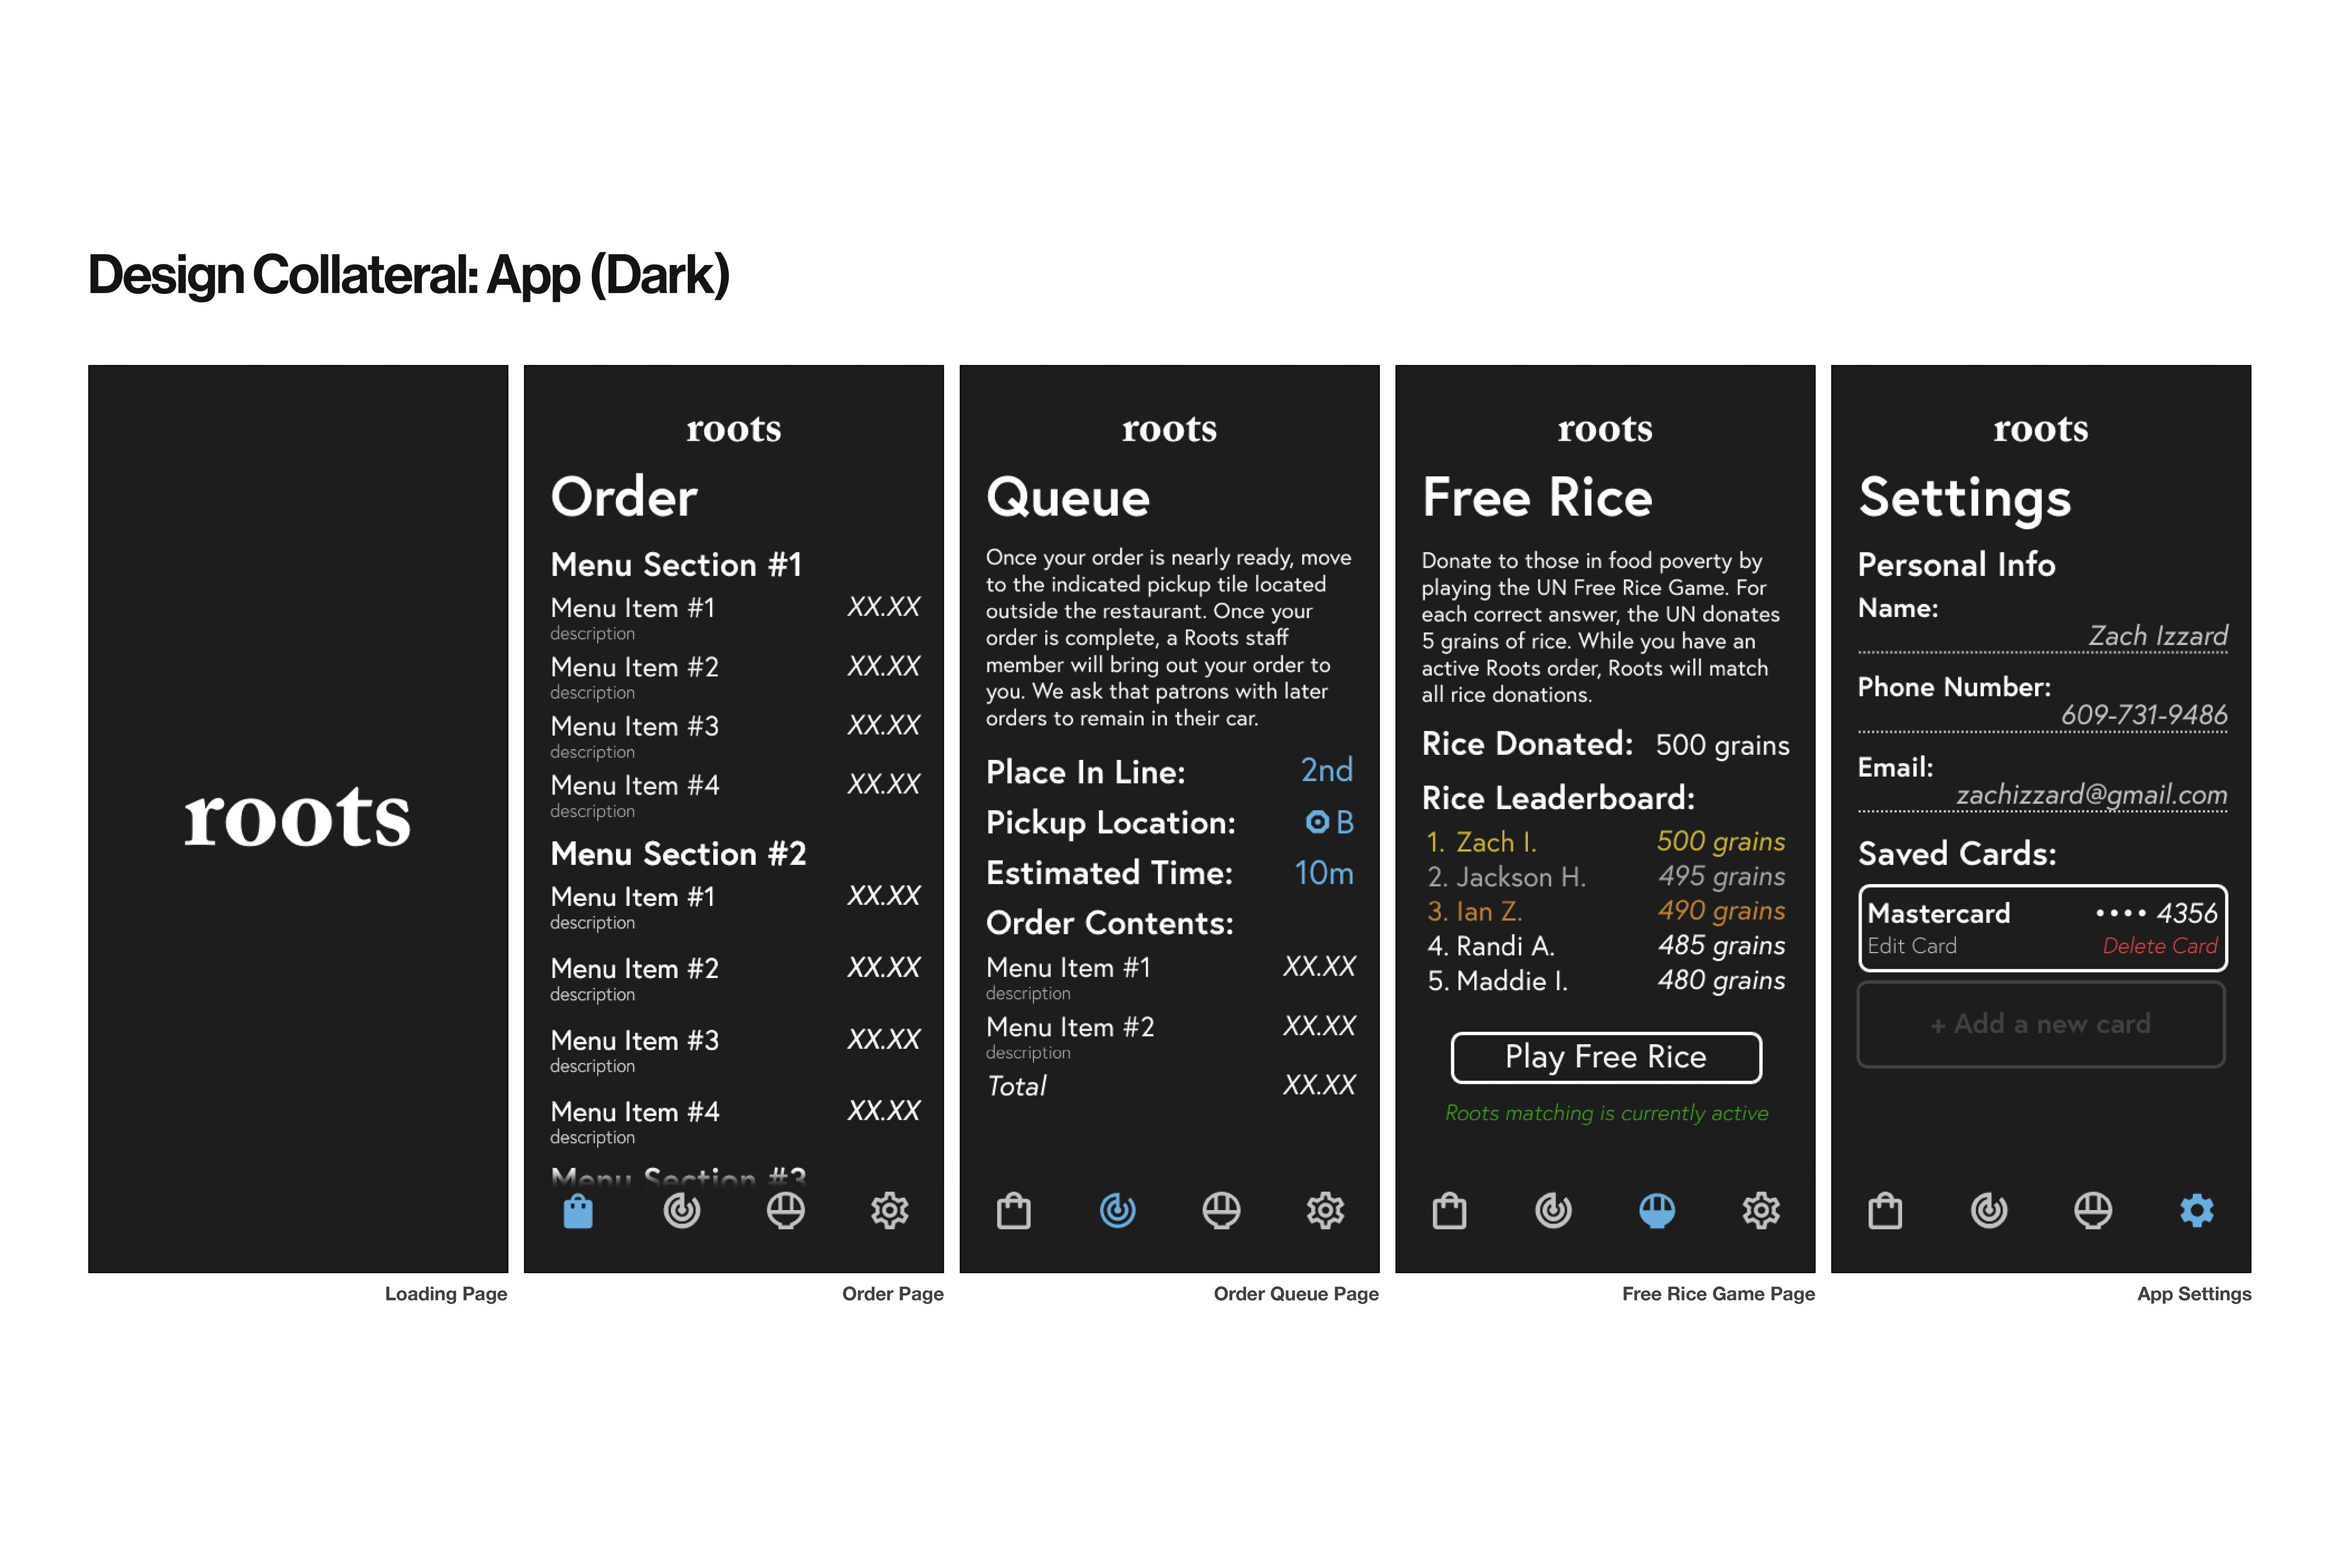 Design Collateral: App (Dark)
roots
Loading Page
roots
Order
Menu Section #1
Menu Item #1 XX.XX
description
Menu Item #2 XX.XX
description
Menu Item #3 XX.XX
description
Menu Item #4 XX.XX
description
Menu Section #2
Menu Item #1 XX.XX
description
Menu Item #2 XX.XX
description
Menu Item #3 XX.XX
description
Menu Item #4 XX.XX
description
Menu Section #3
Order Page
roots
Queue
Once your order is nearly ready, move
to the indicated pickup tile located
outside the restaurant. Once your
order is complete, a Roots staff
member will bring out your order to
you. We ask that patrons with later
orders to remain in their car.
Place In Line: 2nd
Pickup Location: B
Estimated Time: 10m
Order Contents:
Menu Item #1 XX.XX
description
Menu Item #2 XX.XX
description
Total XX.XX
Order Queue Page
roots
Free Rice
Donate to those in food poverty by
playing the UN Free Rice Game. For
each correct answer, the UN donates
5 grains of rice. While you have an
active Roots order, Roots will match
all rice donations.
Rice Donated: 500 grains
Rice Leaderboard:
1. Zach I. 500 grains
2. Jackson H. 495 grains
3. Ian Z. 490 grains
4. Randi A. 485 grains
5. Maddie I. 480 grains
Play Free Rice
Roots matching is currently active
Free Rice Game Page
roots
Settings
Personal Info
Name:
Zach Izzard
Phone Number:
609-731-9486
Email:
zachizzard@gmail.com
Saved Cards:
Mastercard •••• 4356
Edit Card Delete Card
+ Add a new card
App Settings